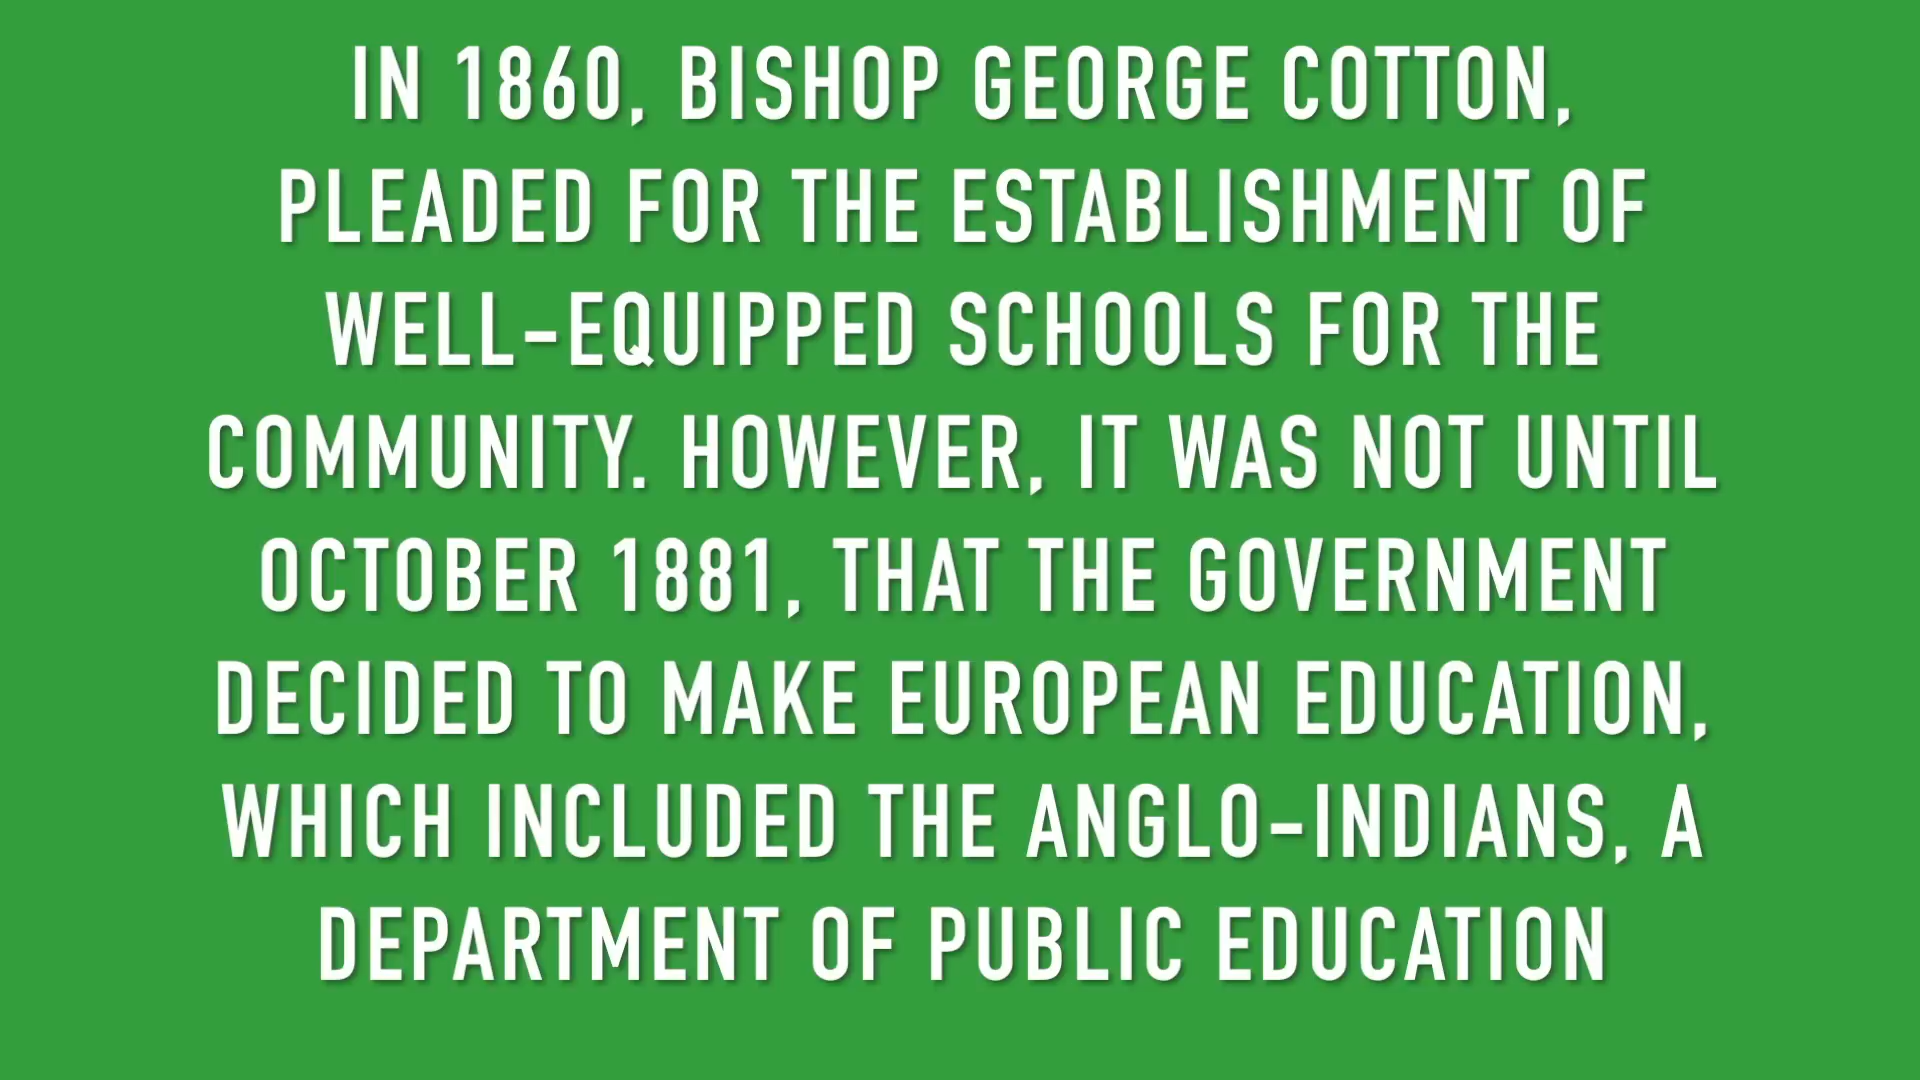 IN 1860, BISHOP GEORGE COTTON,
PLEADED FOR THE ESTABLISHMENT OF
WELL-EQUIPPED SCHOOLS FOR THE
COMMUNITY. HOWEVER, IT WAS NOT UNTIL
OCTOBER 1881, THAT THE GOVERNMENT
DECIDED TO MAKE EUROPEAN EDUCATION,
WHICH INCLUDED THE ANGLO-INDIANS, A
DEPARTMENT OF PUBLIC EDUCATION